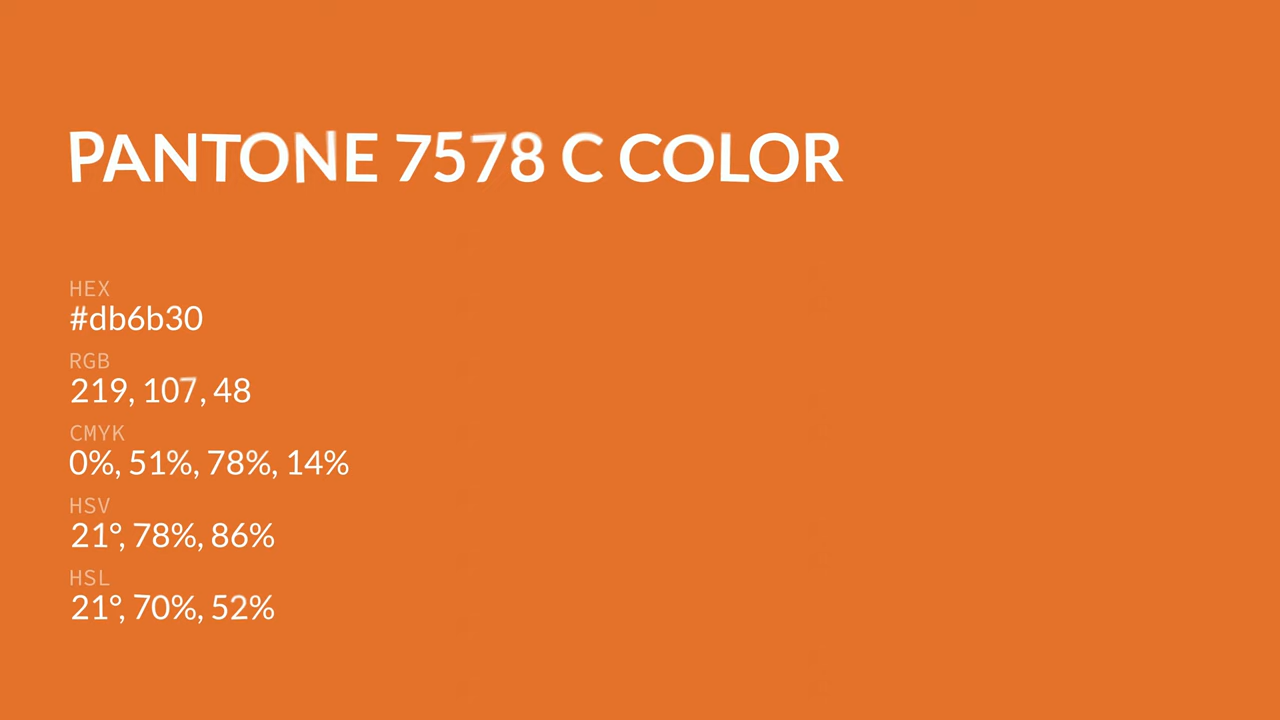 PANTONE 7578 C COLOR
HEX
#db6b30
RGB
219, 107, 48
CMYK
0%, 51%, 78%, 14%
HSV
21°, 78%, 86%
HSL
21°, 70%, 52%